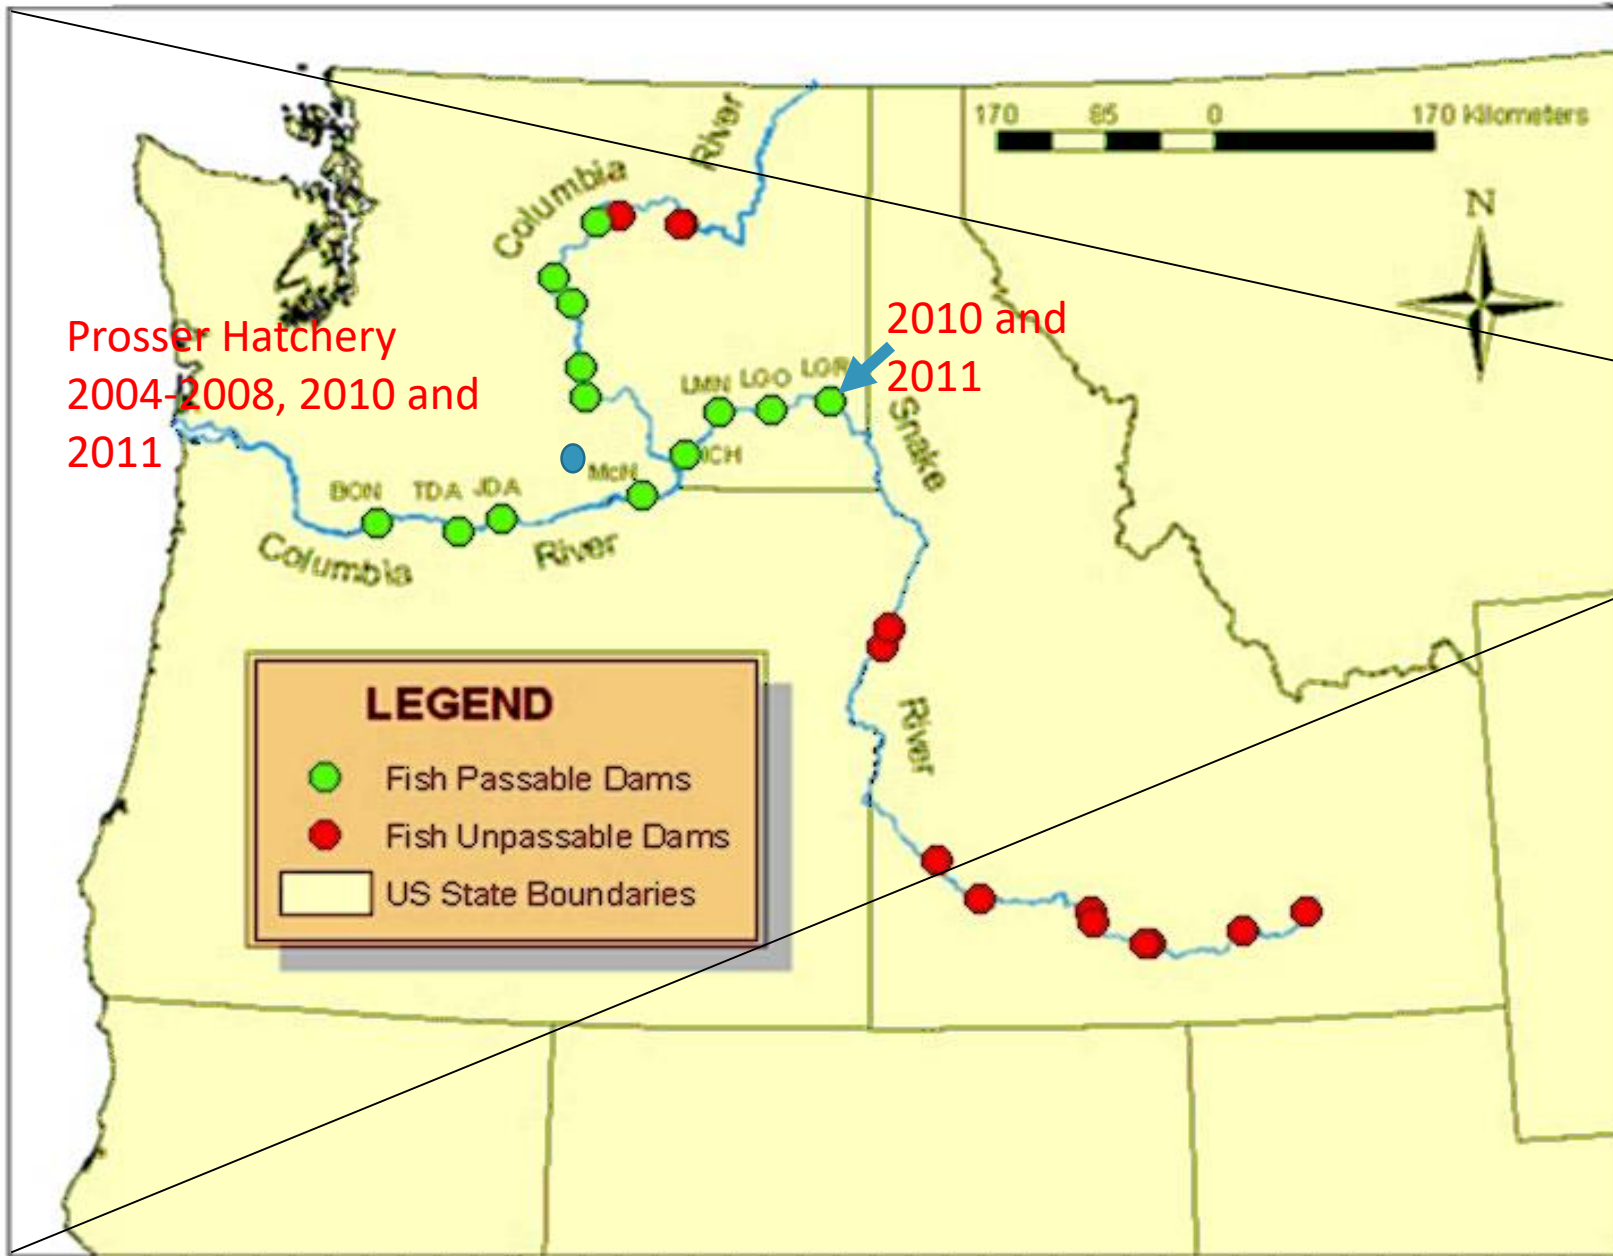 170 85 0 170 Kilometers
N
Columbia
River
Prosser Hatchery
2004-2008, 2010 and
2011
2010 and
2011
LMN LGO LGR
ICH
Snake
McN
BON TDA JDA
Columbia
River
River
LEGEND
Fish Passable Dams
Fish Unpassable Dams
US State Boundaries